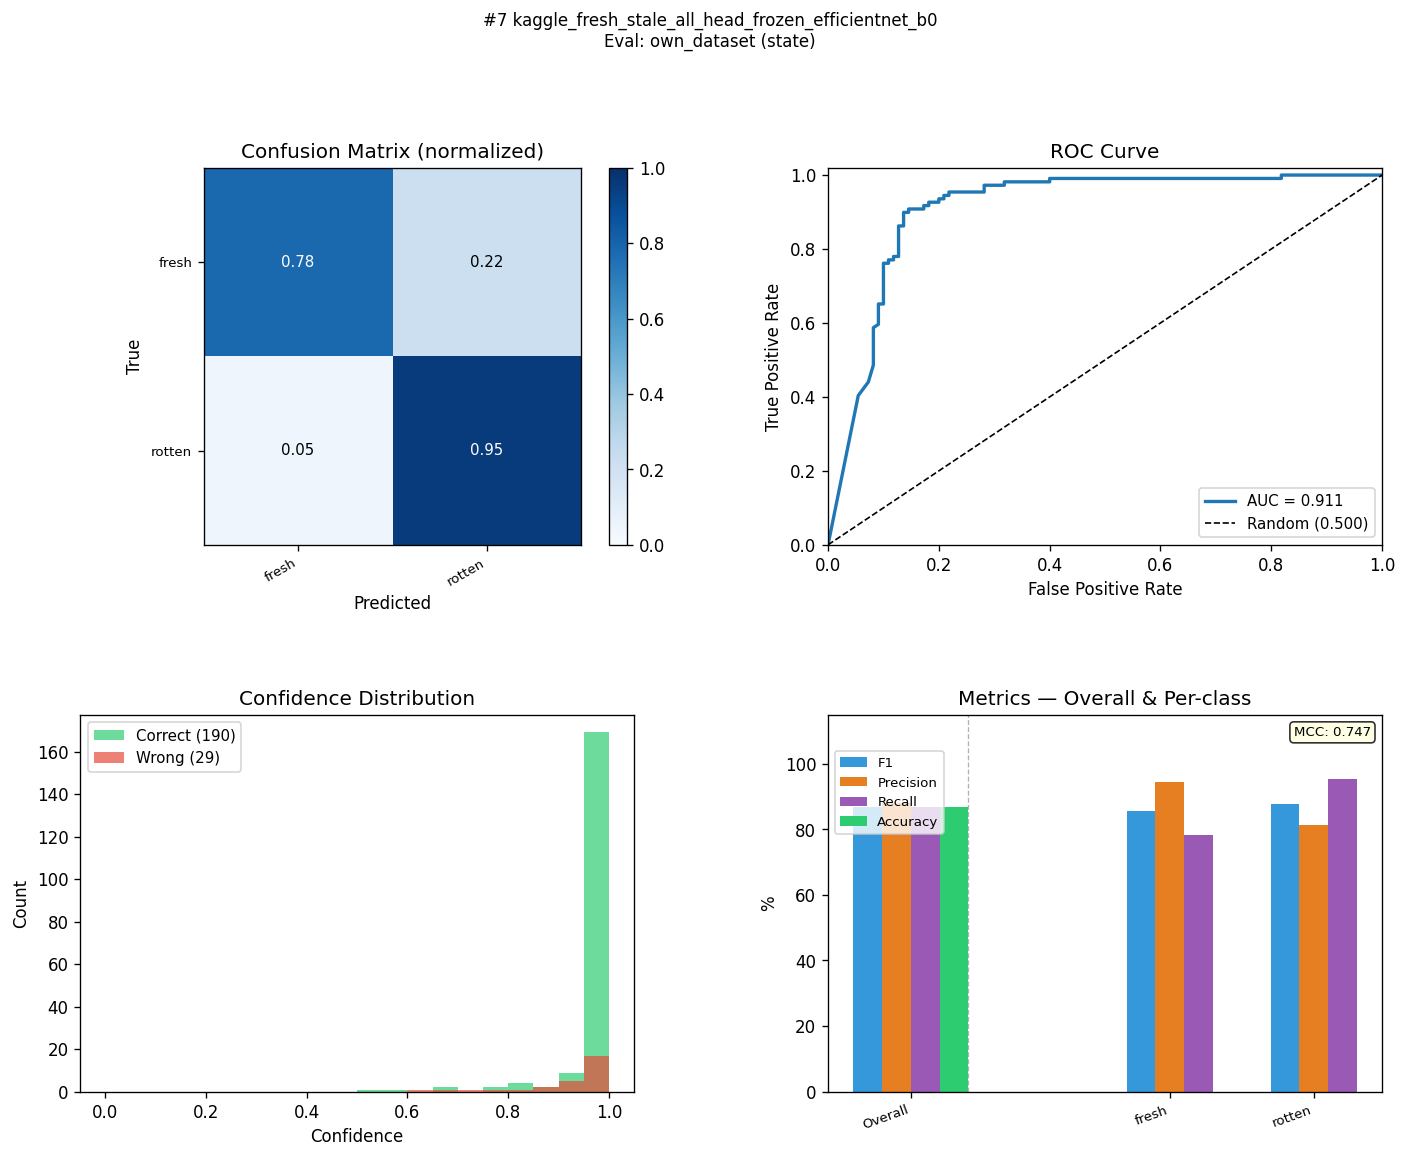 #7 kaggle_fresh_stale_all_head_frozen_efficientnet_b0
Eval: own_dataset (state)
Confusion Matrix (normalized)
True
fresh
rotten
0.78
0.22
0.05
0.95
fresh
rotten
Predicted
1.0
0.8
0.6
0.4
0.2
0.0
ROC Curve
True Positive Rate
1.0
0.8
0.6
0.4
0.2
0.0
AUC = 0.911
Random (0.500)
0.0 0.2 0.4 0.6 0.8 1.0
False Positive Rate
Confidence Distribution
Count
160
140
120
100
80
60
40
20
0
Correct (190)
Wrong (29)
0.0 0.2 0.4 0.6 0.8 1.0
Confidence
Metrics — Overall & Per-class
%
100
80
60
40
20
0
F1
Precision
Recall
Accuracy
MCC: 0.747
Overall
fresh
rotten